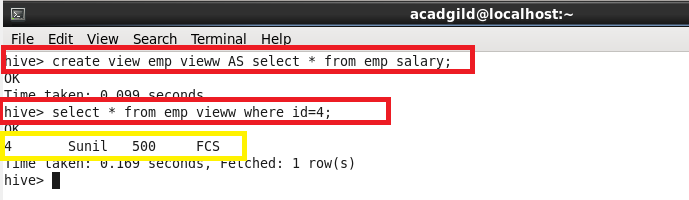 acadgild@localhost:~
File Edit View Search Terminal Help
hive> create view emp vieww AS select * from emp salary;
OK
Time taken: 0.099 seconds
hive> select * from emp vieww where id=4;
OK
4 Sunil 500 FCS
Time taken: 0.169 seconds, Fetched: 1 row(s)
hive>